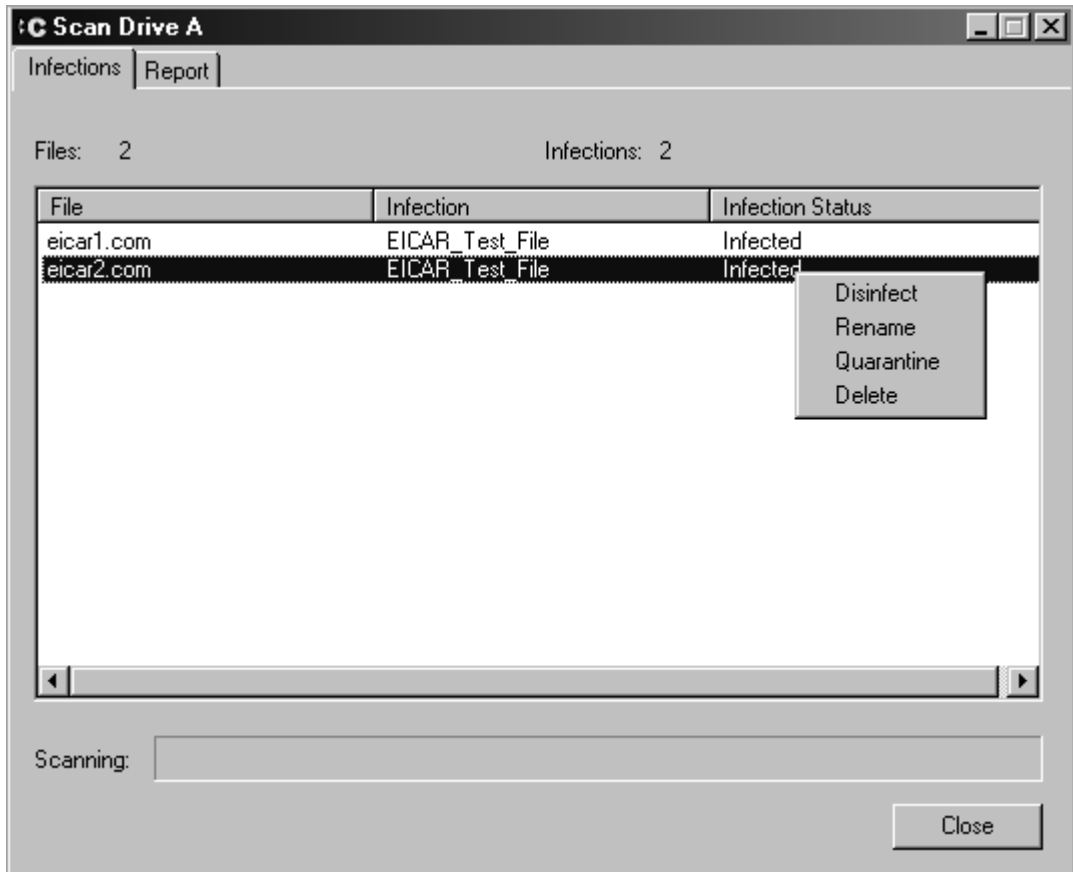 :C Scan Drive A
Infections Report
Files: 2 Infections: 2
File Infection Infection Status
eicar1.com EICAR_Test_File Infected
eicar2.com EICAR_Test_File Infected
Disinfect
Rename
Quarantine
Delete
Scanning:
Close